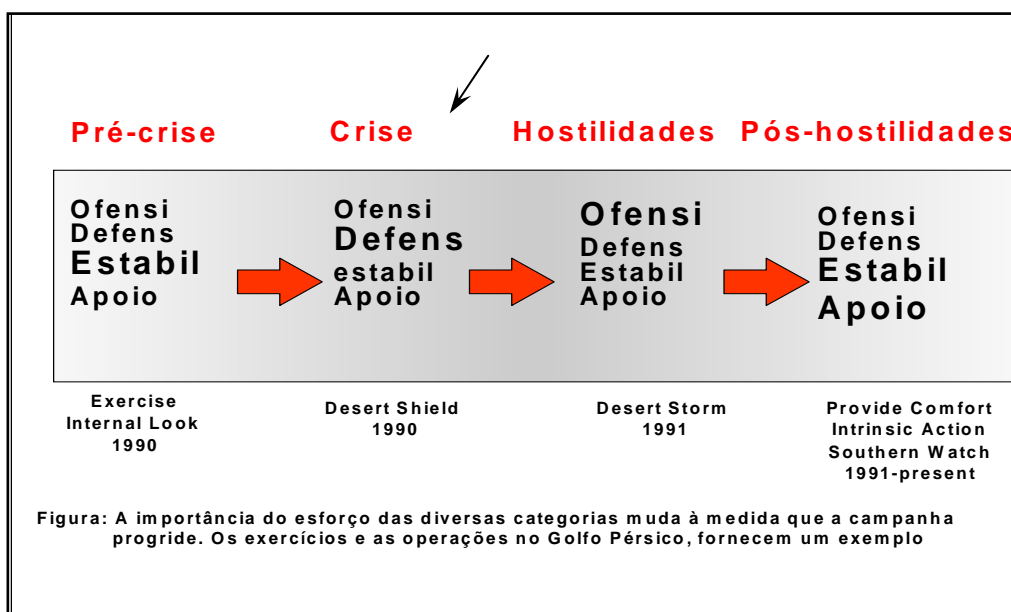 Pré-crise
Crise
Hostilidades
Pós-hostilidades
Ofensi
Defens
Estabil
Apoio
Ofensi
Defens
estabil
Apoio
Ofensi
Defens
Estabil
Apoio
Ofensi
Defens
Estabil
Apoio
Exercise
Internal Look
1990
Desert Shield
1990
Desert Storm
1991
Provide Comfort
Intrinsic Action
Southern Watch
1991-present
Figura: A importância do esforço das diversas categorias muda à medida que a campanha
progride. Os exercícios e as operações no Golfo Pérsico, fornecem um exemplo